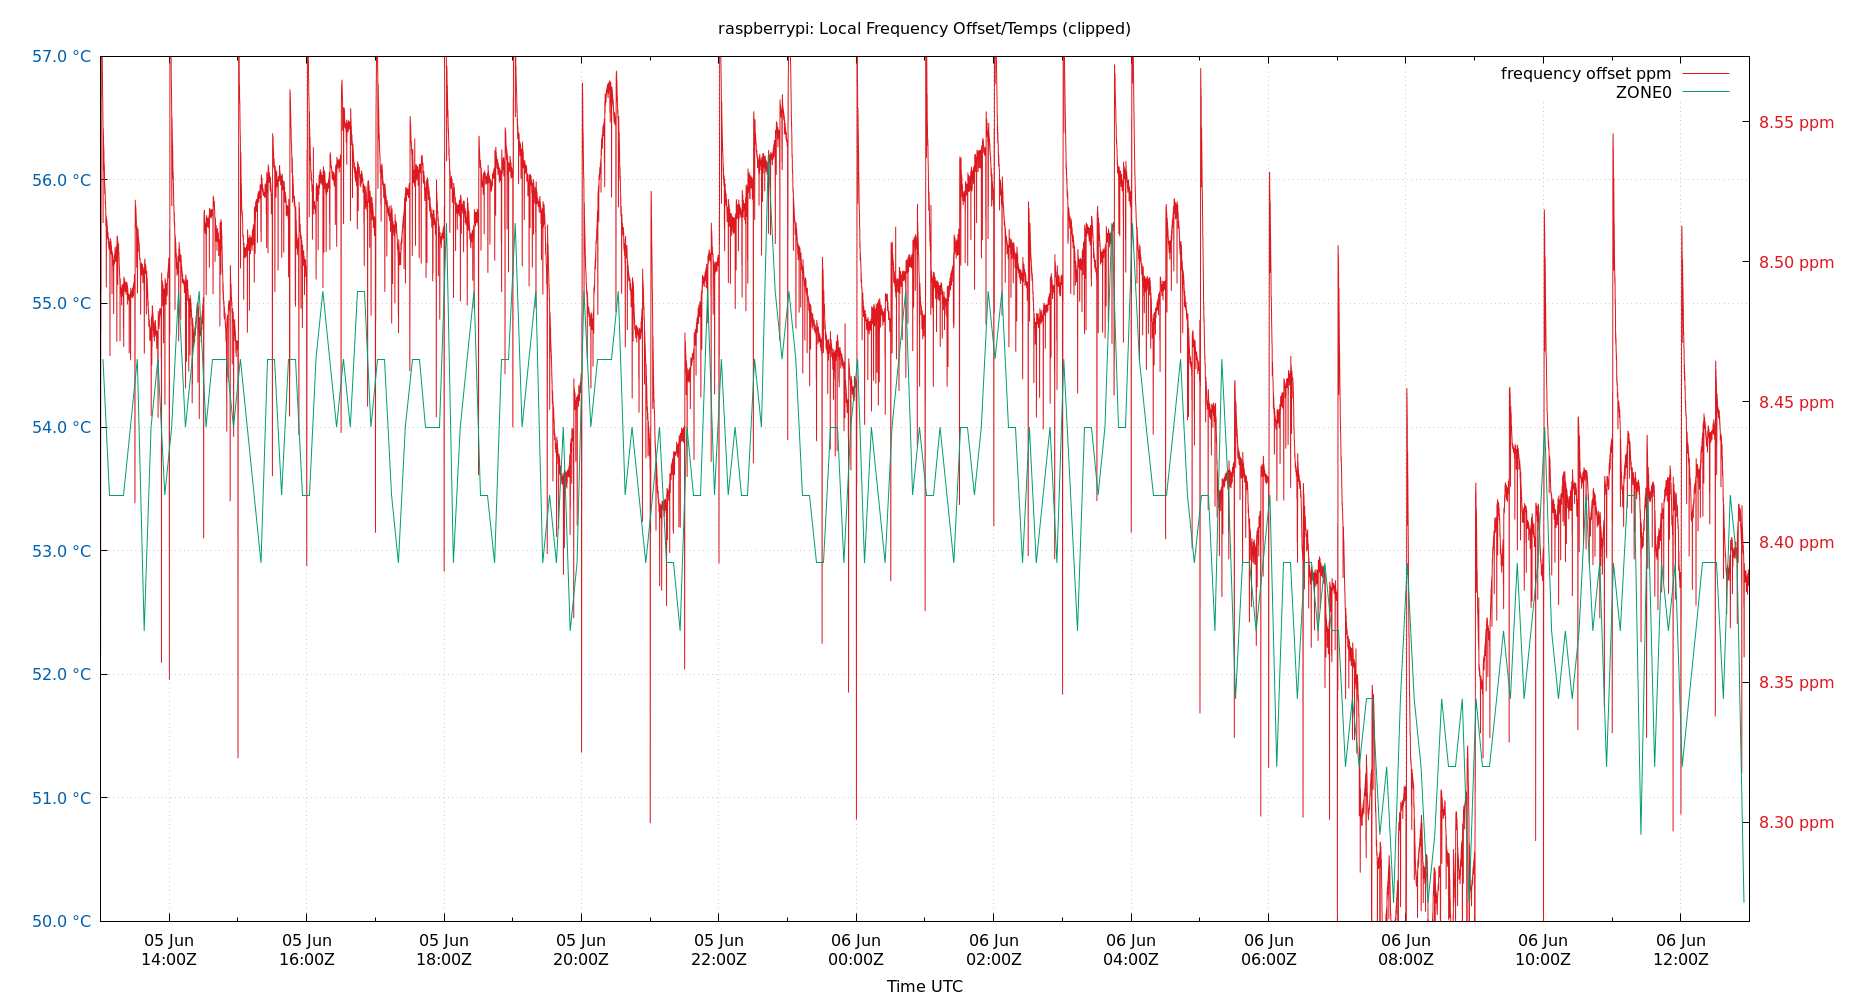 raspberrypi: Local Frequency Offset/Temps (clipped)
57.0 °C
56.0 °C
55.0 °C
54.0 °C
53.0 °C
52.0 °C
51.0 °C
50.0 °C
frequency offset ppm
ZONE0
8.55 ppm
8.50 ppm
8.45 ppm
8.40 ppm
8.35 ppm
8.30 ppm
05 Jun
14:00Z
05 Jun
16:00Z
05 Jun
18:00Z
05 Jun
20:00Z
05 Jun
22:00Z
06 Jun
00:00Z
06 Jun
02:00Z
06 Jun
04:00Z
06 Jun
06:00Z
06 Jun
08:00Z
06 Jun
10:00Z
06 Jun
12:00Z
Time UTC